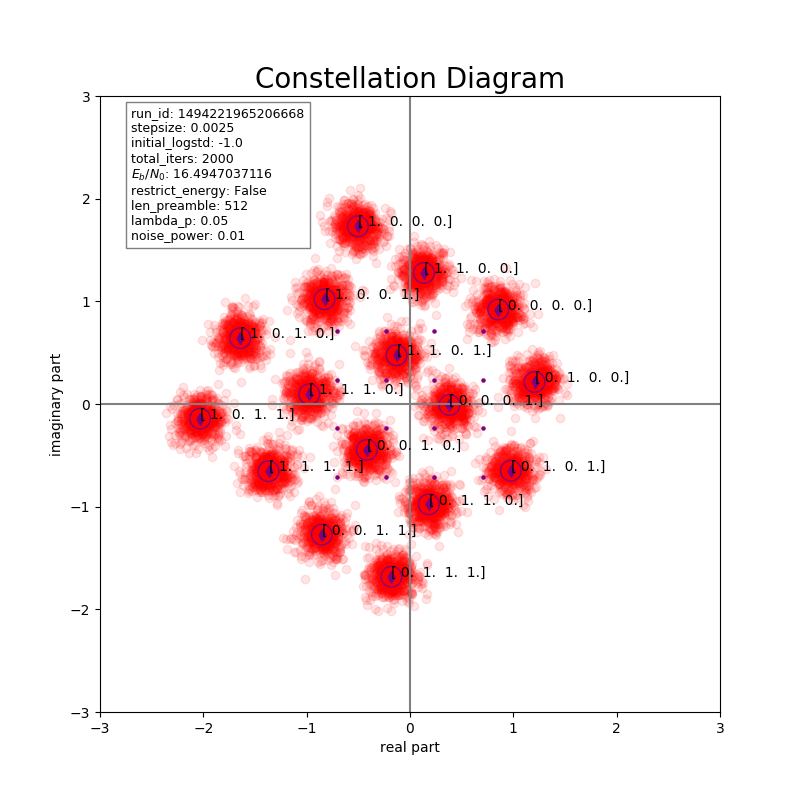 Constellation Diagram
3
run_id: 1494221965206668
stepsize: 0.0025
initial_logstd: -1.0
total_iters: 2000
E_b/N_0: 16.4947037116
restrict_energy: False
len_preamble: 512
lambda_p: 0.05
noise_power: 0.01
2
[ 1. 0. 0. 0.]
[ 1. 1. 0. 0.]
1
[ 1. 0. 0. 1.]
[ 0. 0. 0. 0.]
[ 1. 0. 1. 0.]
[ 1. 1. 0. 1.]
[ 0. 1. 0. 0.]
imaginary part
0
[ 1. 1. 1. 0.]
[ 0. 0. 0. 1.]
[ 1. 0. 1. 1.]
[ 0. 0. 1. 0.]
[ 1. 1. 1. 1.]
[ 0. 1. 0. 1.]
−1
[ 0. 1. 1. 0.]
[ 0. 0. 1. 1.]
[ 0. 1. 1. 1.]
−2
−3
−3 −2 −1 0 1 2 3
real part